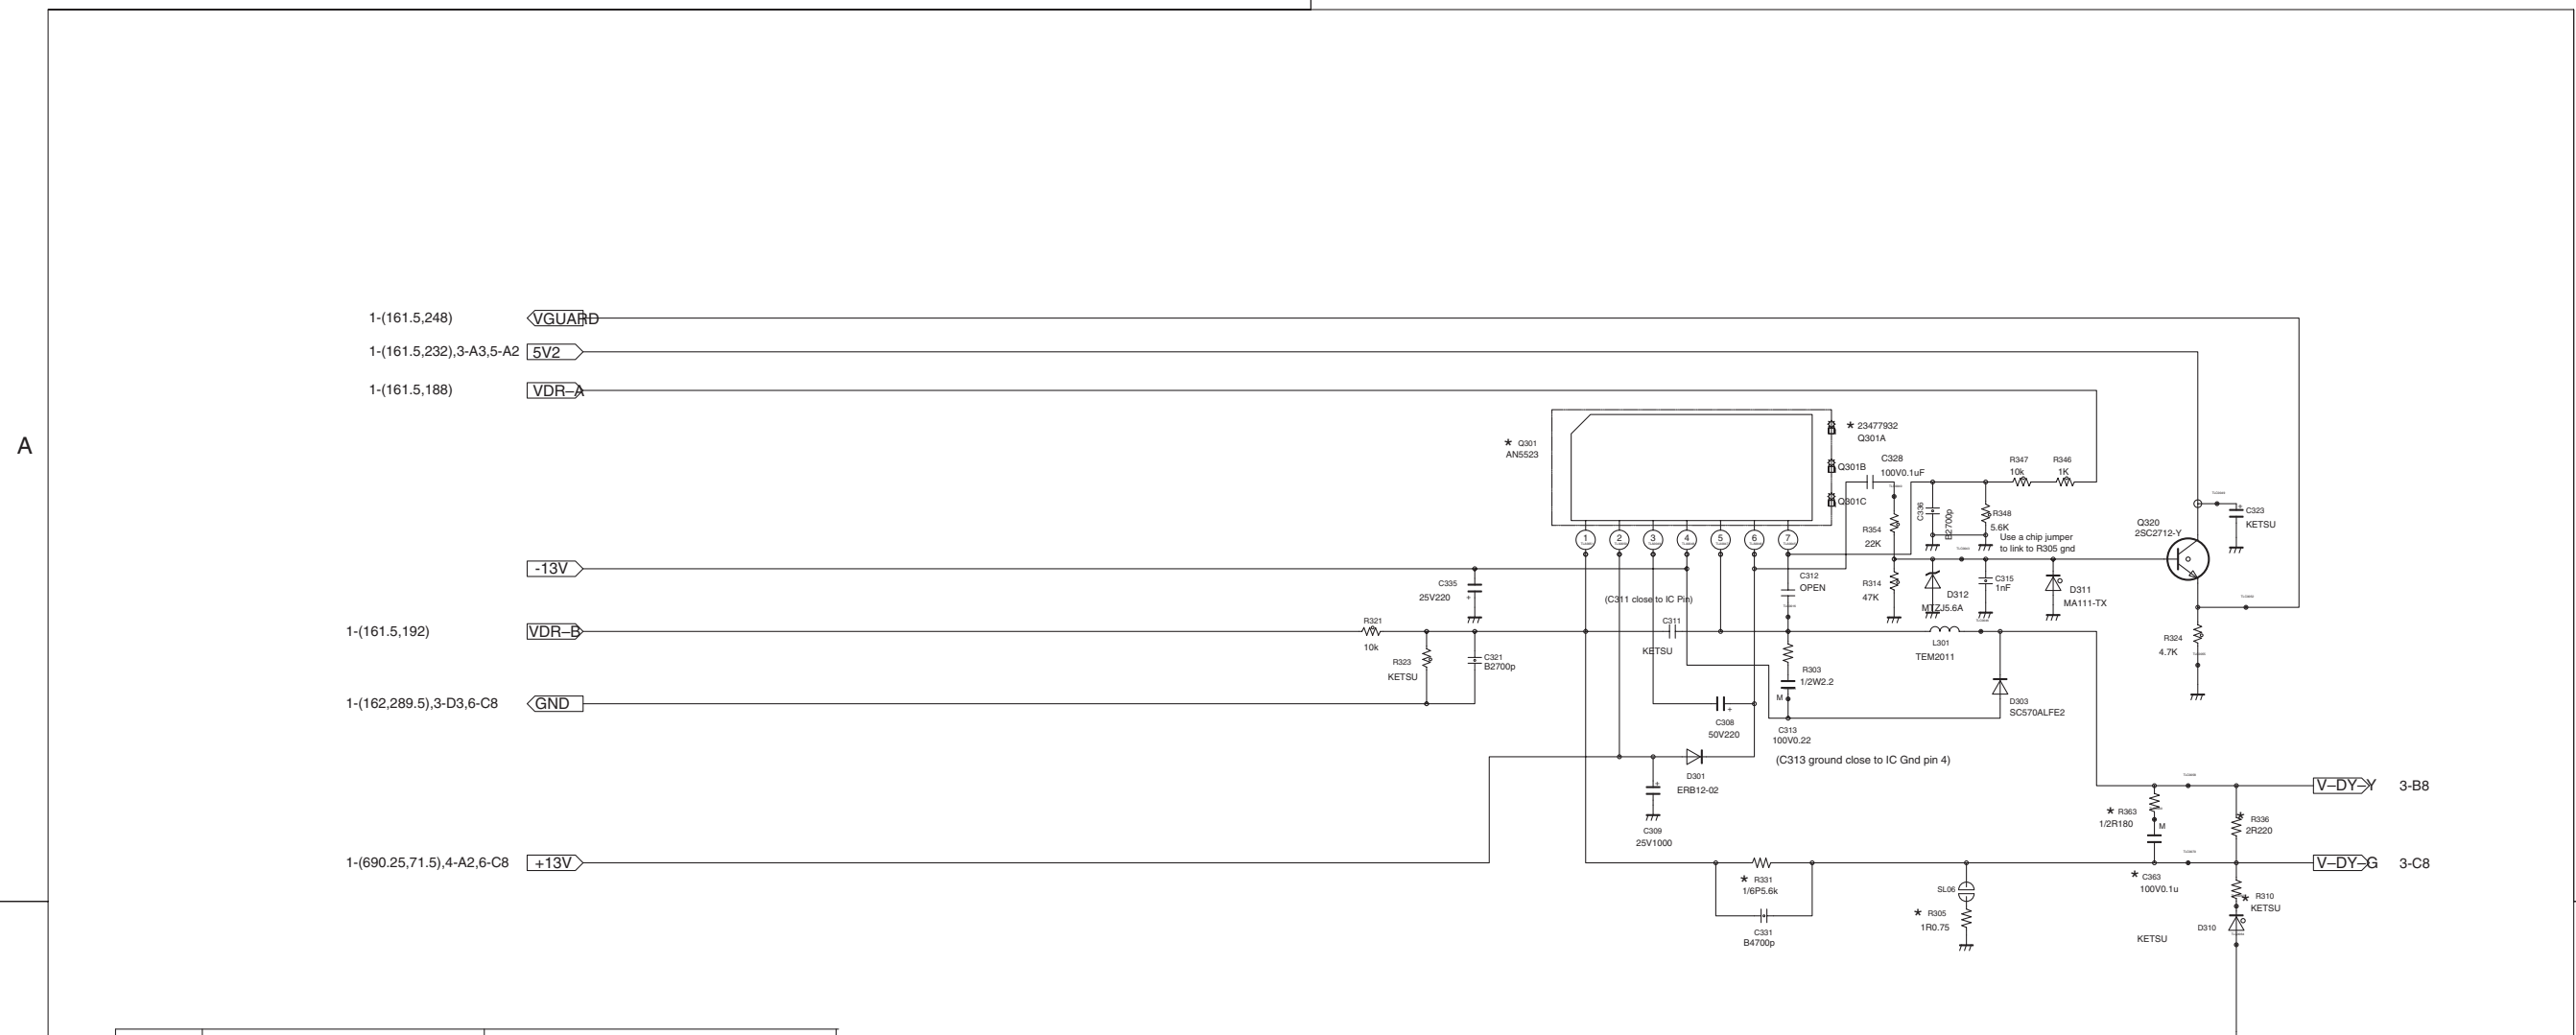 1-(161.5,248) VGUARD
1-(161.5,232),3-A3,5-A2 5V2
1-(161.5,188) VDR–A
A
* Q301
AN5523
* 23477932
Q301A
Q301B
Q301C
C328
100V0.1uF
R347
10k
R346
1K
C336
B2700p
R348
5.6K
Use a chip jumper
to link to R305 gnd
R354
22K
Q320
2SC2712-Y
C323
KETSU
1 2 3 4 5 6 7
-13V
C335
25V220
+
(C311 close to IC Pin)
C312
OPEN
R314
47K
D312
MTZJ5.6A
C315
1nF
D311
MA111-TX
1-(161.5,192) VDR–B
R321
10k
R323
KETSU
C321
B2700p
C311
KETSU
R303
1/2W2.2
L301
TEM2011
R324
4.7K
M
D303
SC570ALFE2
1-(162,289.5),3-D3,6-C8 GND
C308
50V220
+
C313
100V0.22
(C313 ground close to IC Gnd pin 4)
D301
ERB12-02
+
C309
25V1000
V–DY–Y 3-B8
* R363
1/2R180
M
* R336
2R220
1-(690.25,71.5),4-A2,6-C8 +13V
V–DY–G 3-C8
* R331
1/6P5.6k
C331
B4700p
SL06
* R305
1R0.75
* C363
100V0.1u
* R310
KETSU
D310
KETSU